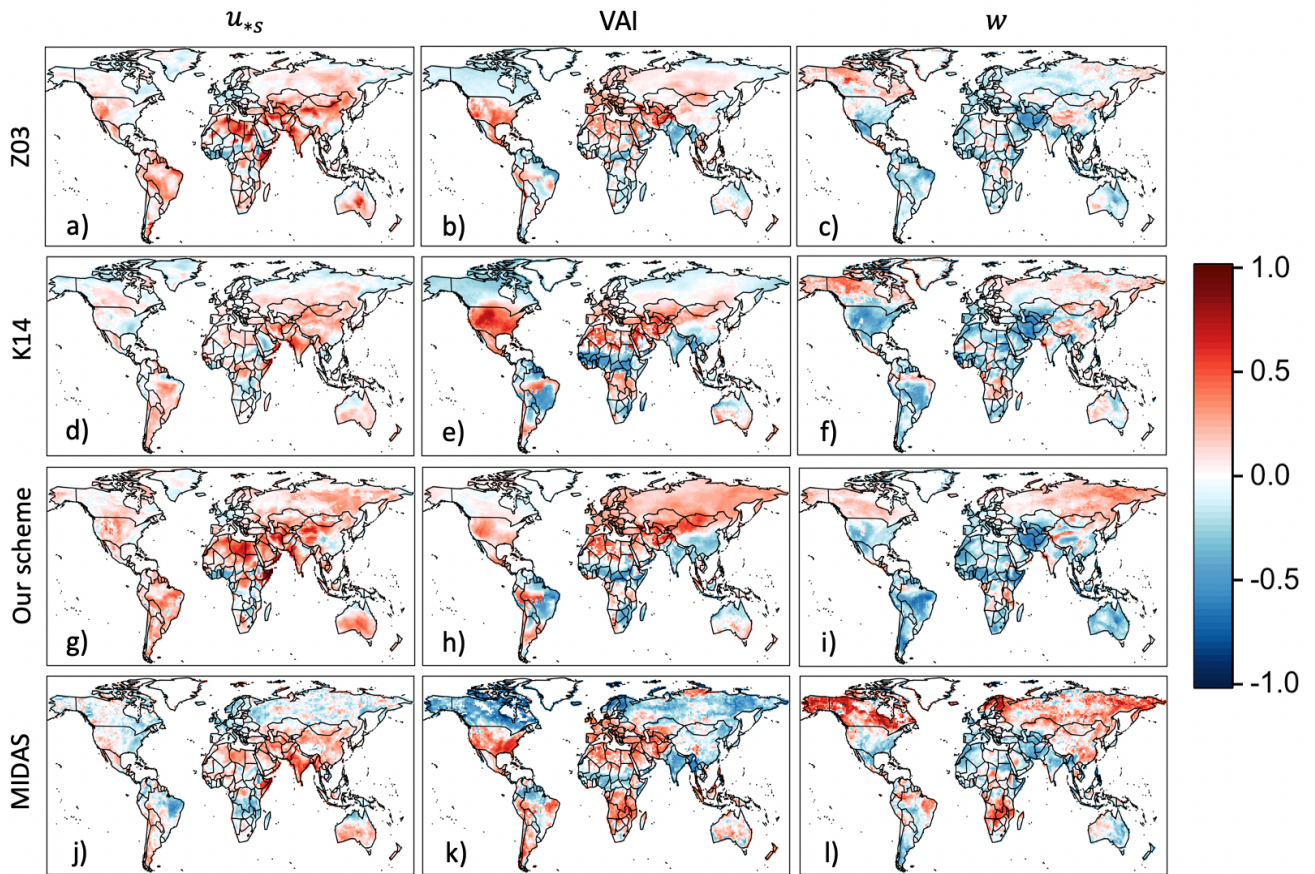 u*s VAI w
Z03
a) b) c)
K14
d) e) f)
Our scheme
g) h) i)
MIDAS
j) k) l)
1.0
0.5
0.0
-0.5
-1.0